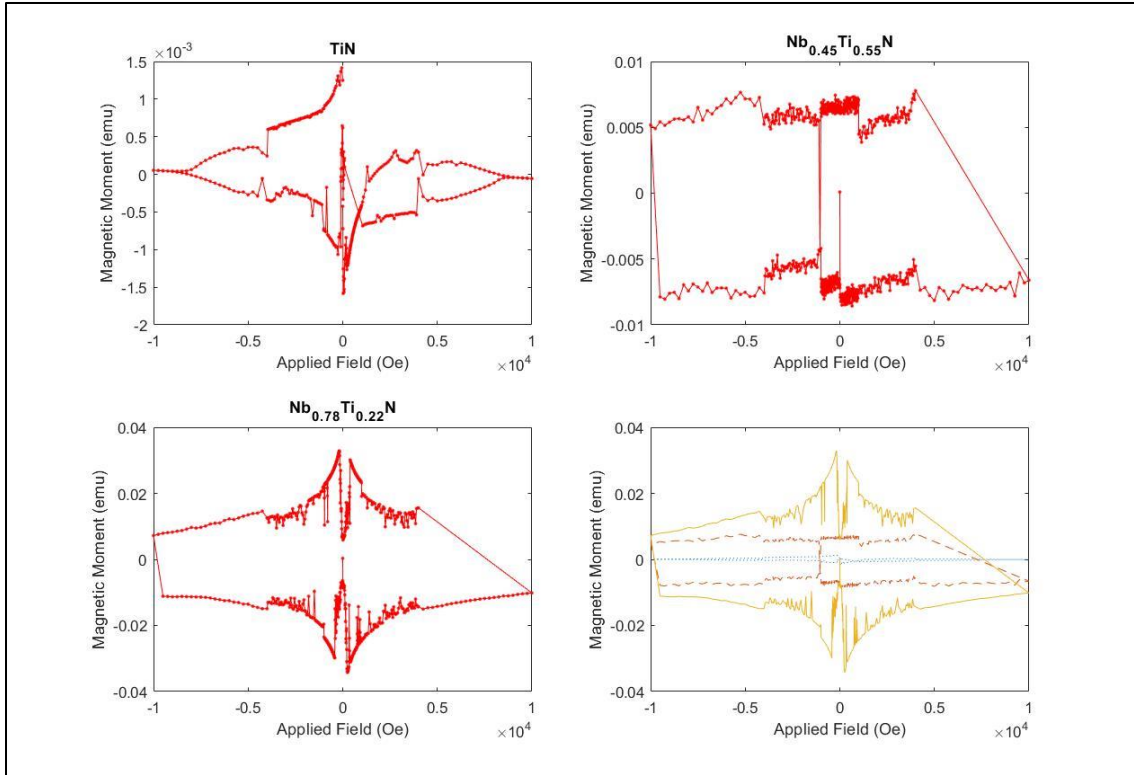 TiN
×10⁻³
1.5
1
0.5
0
-0.5
-1
-1.5
-2
Magnetic Moment (emu)
-1 -0.5 0 0.5 1
Applied Field (Oe)
×10⁴
Nb₀.₄₅Ti₀.₅₅N
0.01
0.005
0
-0.005
-0.01
Magnetic Moment (emu)
-1 -0.5 0 0.5 1
Applied Field (Oe)
×10⁴
Nb₀.₇₈Ti₀.₂₂N
0.04
0.02
0
-0.02
-0.04
Magnetic Moment (emu)
-1 -0.5 0 0.5 1
Applied Field (Oe)
×10⁴
0.04
0.02
0
-0.02
-0.04
Magnetic Moment (emu)
-1 -0.5 0 0.5 1
Applied Field (Oe)
×10⁴